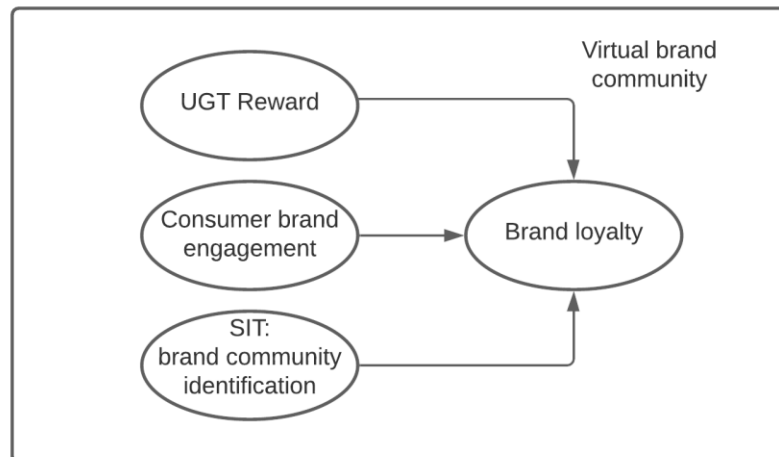 Virtual brand
community
UGT Reward
Consumer brand
engagement
Brand loyalty
SIT:
brand community
identification